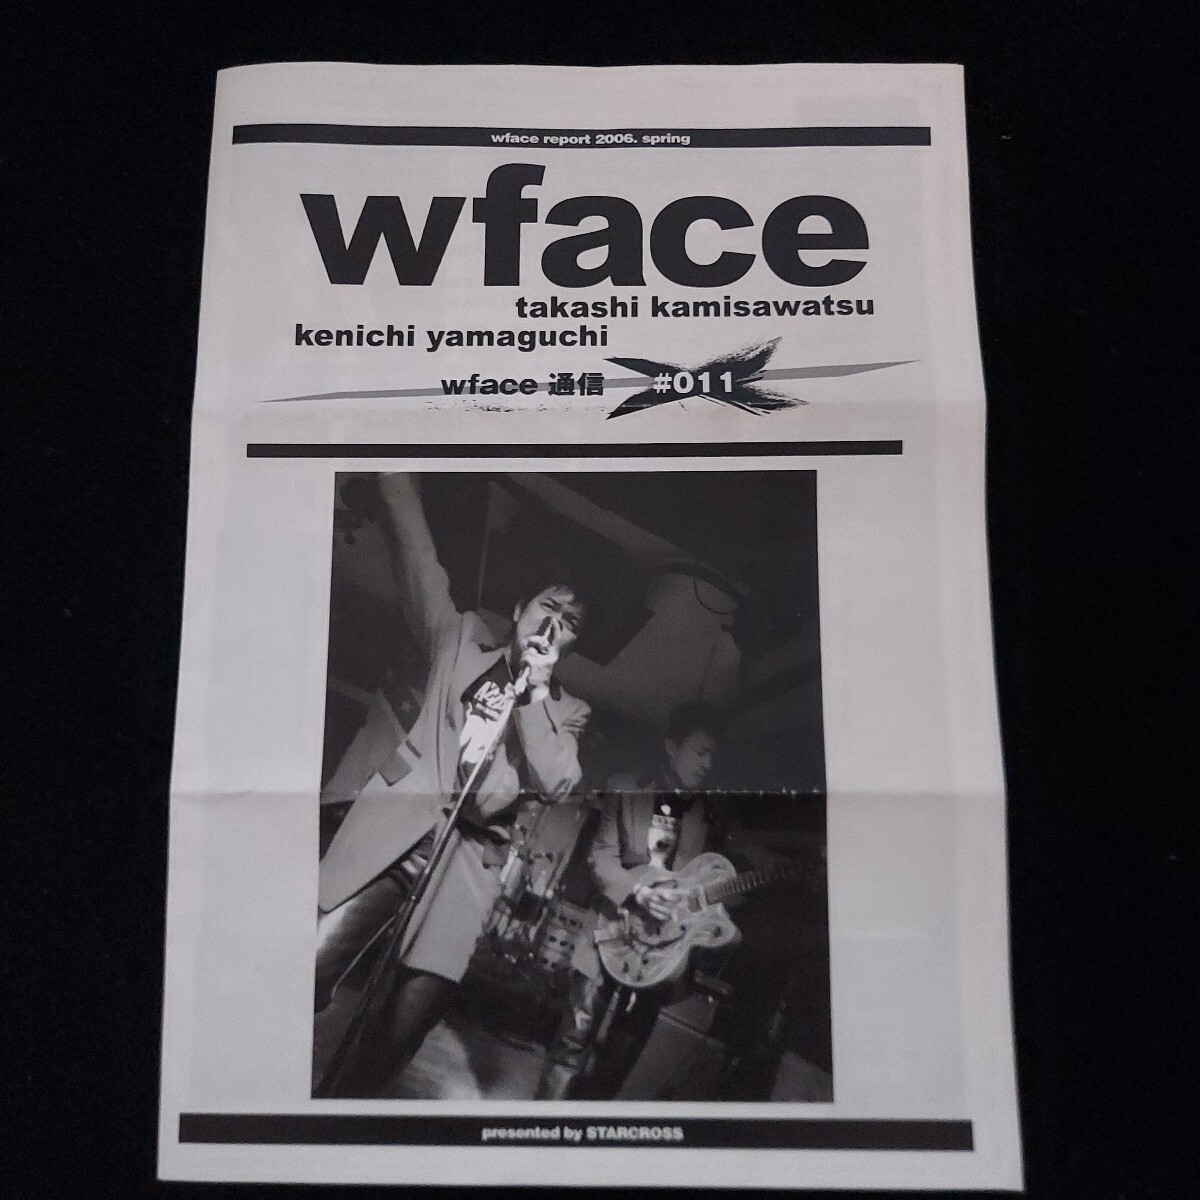 wface report 2006. spring
wface
takashi kamisawatsu
kenichi yamaguchi
wface 通信 #011
presented by STARCROSS